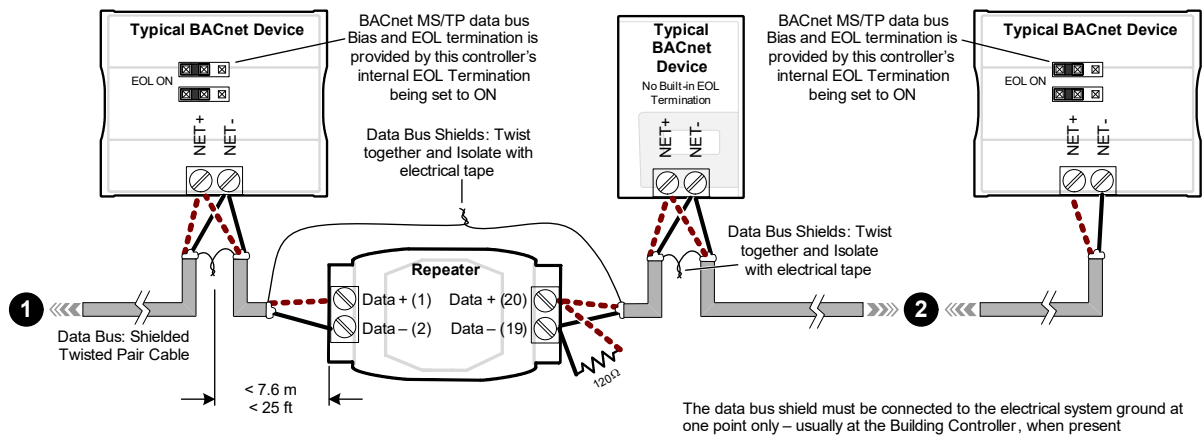 Typical BACnet Device
EOL ON
NET+
NET-
BACnet MS/TP data bus
Bias and EOL termination is
provided by this controller's
internal EOL Termination
being set to ON
Data Bus Shields: Twist
together and Isolate with
electrical tape
Typical
BACnet
Device
No Built-in EOL
Termination
NET+
NET-
BACnet MS/TP data bus
Bias and EOL termination is
provided by this controller's
internal EOL Termination
being set to ON
Typical BACnet Device
EOL ON
NET+
NET-
Data Bus Shields: Twist
together and Isolate
with electrical tape
1
Data Bus: Shielded
Twisted Pair Cable
< 7.6 m
< 25 ft
Repeater
Data + (1)
Data + (20)
Data – (2)
Data – (19)
120Ω
2
The data bus shield must be connected to the electrical system ground at
one point only – usually at the Building Controller, when present